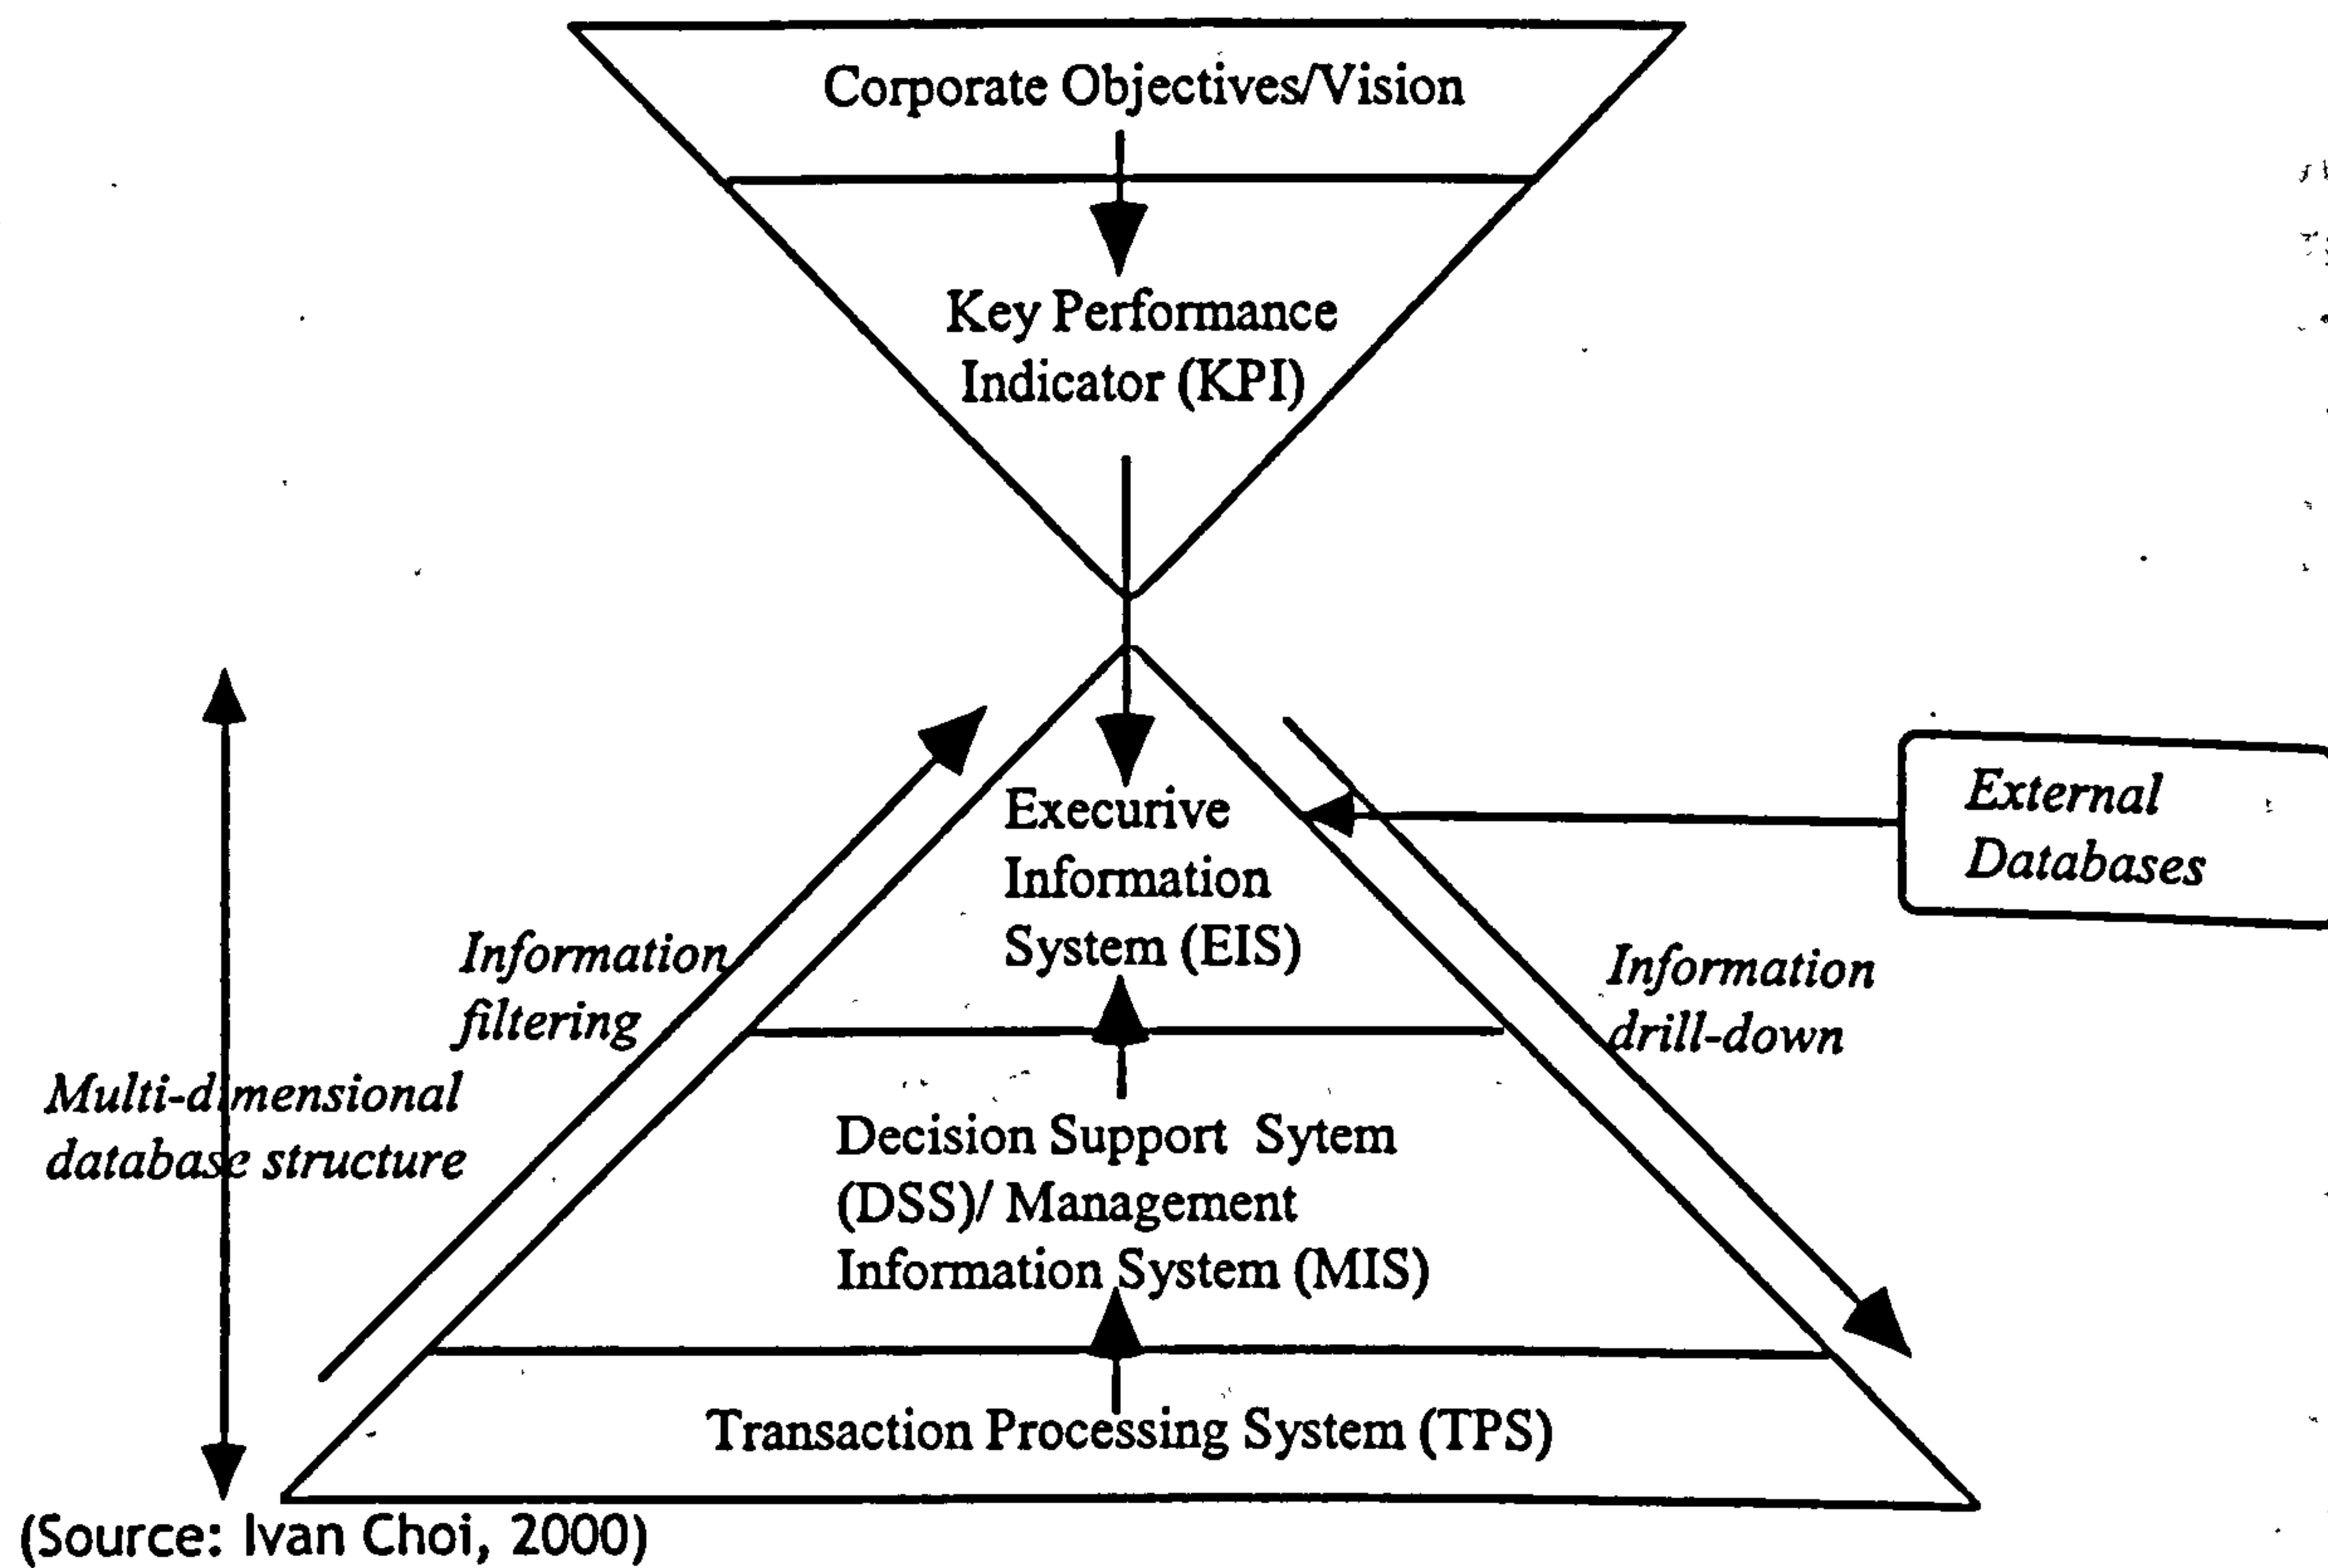 Corporate Objectives/Vision
Key Performance
Indicator (KPI)
Execurive
Information
System (EIS)
External
Databases
Information
filtering
Information
drill-down
Multi-dimensional
database structure
Decision Support Sytem
(DSS)/ Management
Information System (MIS)
Transaction Processing System (TPS)
(Source: Ivan Choi, 2000)